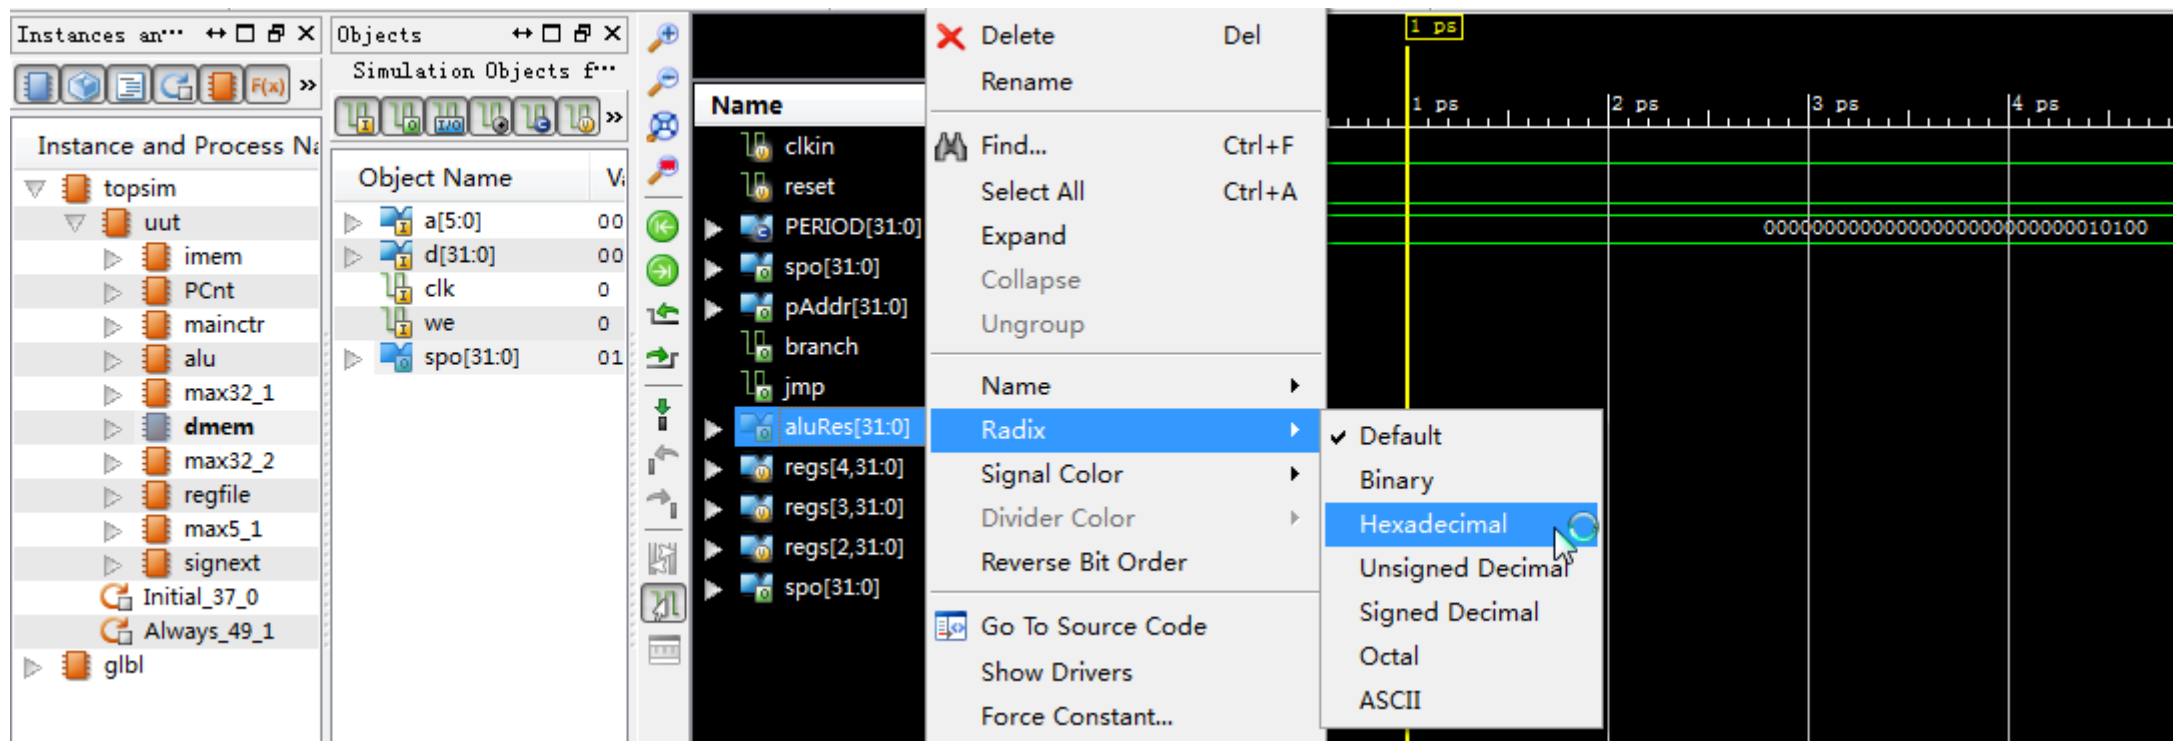 Instances an···
F(x) »
Instance and Process Na
topsim
uut
imem
PCnt
mainctr
alu
max32_1
dmem
max32_2
regfile
max5_1
signext
Initial_37_0
Always_49_1
glbl
Objects
Simulation Objects f···
I O I/O C U »
Object Name
a[5:0] 00
d[31:0] 00
clk 0
we 0
spo[31:0] 01
Name
clkin
reset
PERIOD[31:0]
spo[31:0]
pAddr[31:0]
branch
jmp
aluRes[31:0]
regs[4,31:0]
regs[3,31:0]
regs[2,31:0]
spo[31:0]
Delete Del
Rename
Find... Ctrl+F
Select All Ctrl+A
Expand
Collapse
Ungroup
Name
Radix
Signal Color
Divider Color
Reverse Bit Order
Go To Source Code
Show Drivers
Force Constant...
Default
Binary
Hexadecimal
Unsigned Decimal
Signed Decimal
Octal
ASCII
1 ps
1 ps 2 ps 3 ps 4 ps
00000000000000000000000000010100